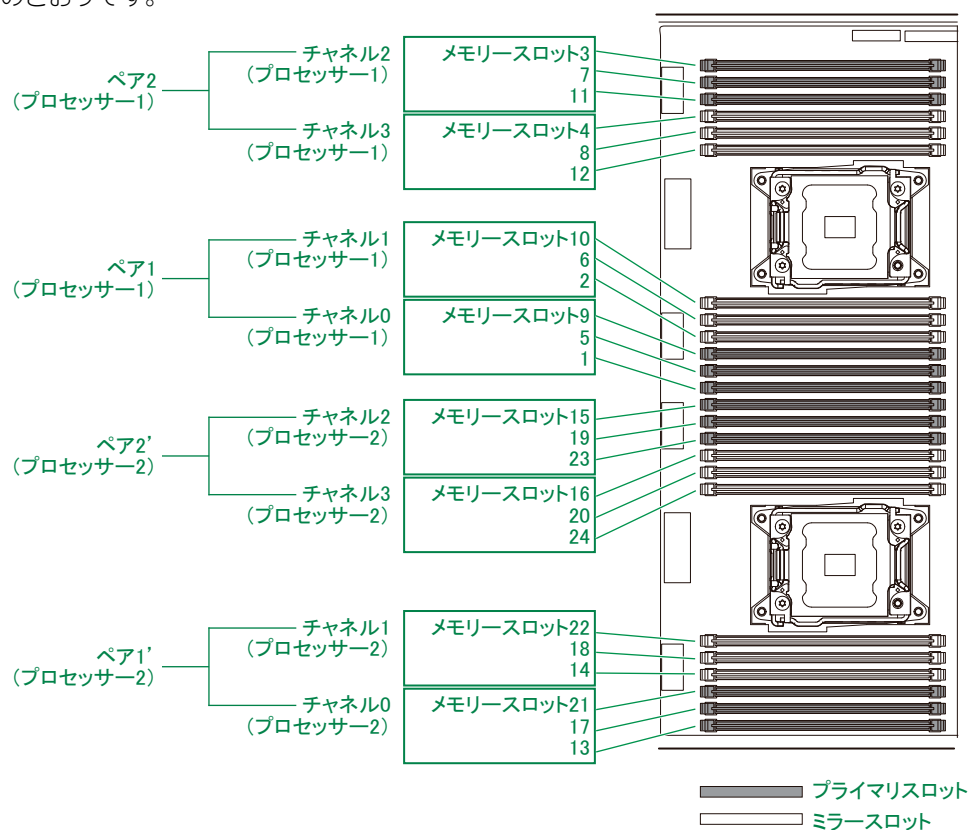 のとおりです。
ペア2
(プロセッサー1)
チャネル2
(プロセッサー1)
メモリースロット3
7
11
チャネル3
(プロセッサー1)
メモリースロット4
8
12
ペア1
(プロセッサー1)
チャネル1
(プロセッサー1)
メモリースロット10
6
2
チャネル0
(プロセッサー1)
メモリースロット9
5
1
ペア2’
(プロセッサー2)
チャネル2
(プロセッサー2)
メモリースロット15
19
23
チャネル3
(プロセッサー2)
メモリースロット16
20
24
ペア1’
(プロセッサー2)
チャネル1
(プロセッサー2)
メモリースロット22
18
14
チャネル0
(プロセッサー2)
メモリースロット21
17
13
プライマリスロット
ミラースロット